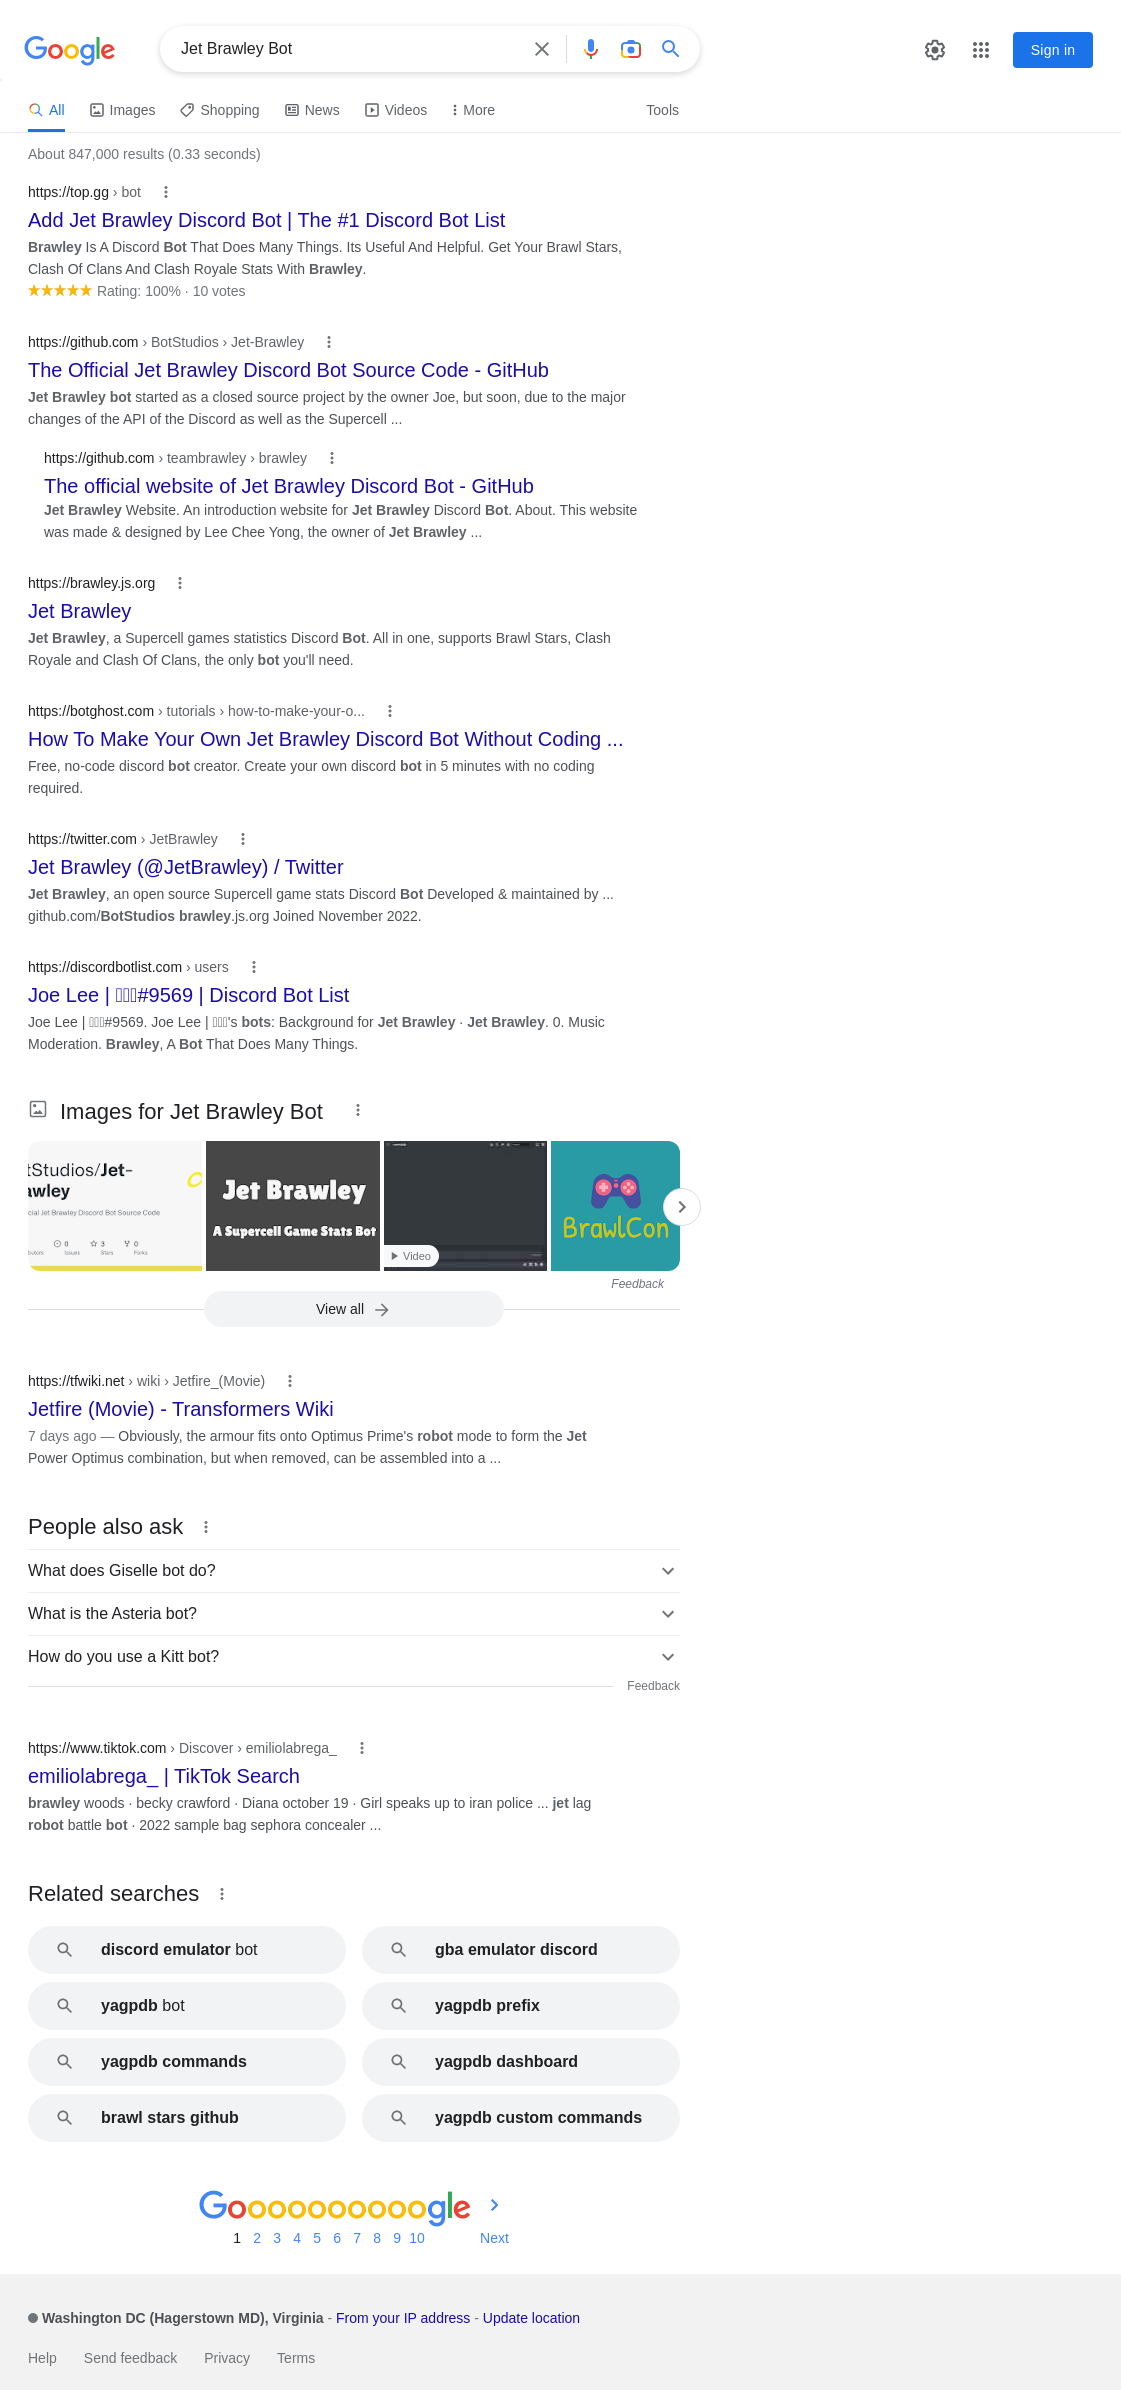 Google
Jet Brawley Bot
Sign in
All
Images
Shopping
News
Videos
More
Tools
About 847,000 results (0.33 seconds)
https://top.gg › bot
Add Jet Brawley Discord Bot | The #1 Discord Bot List
Brawley Is A Discord Bot That Does Many Things. Its Useful And Helpful. Get Your Brawl Stars,
Clash Of Clans And Clash Royale Stats With Brawley.
Rating: 100% · 10 votes
https://github.com › BotStudios › Jet-Brawley
The Official Jet Brawley Discord Bot Source Code - GitHub
Jet Brawley bot started as a closed source project by the owner Joe, but soon, due to the major
changes of the API of the Discord as well as the Supercell ...
https://github.com › teambrawley › brawley
The official website of Jet Brawley Discord Bot - GitHub
Jet Brawley Website. An introduction website for Jet Brawley Discord Bot. About. This website
was made & designed by Lee Chee Yong, the owner of Jet Brawley ...
https://brawley.js.org
Jet Brawley
Jet Brawley, a Supercell games statistics Discord Bot. All in one, supports Brawl Stars, Clash
Royale and Clash Of Clans, the only bot you'll need.
https://botghost.com › tutorials › how-to-make-your-o...
How To Make Your Own Jet Brawley Discord Bot Without Coding ...
Free, no-code discord bot creator. Create your own discord bot in 5 minutes with no coding
required.
https://twitter.com › JetBrawley
Jet Brawley (@JetBrawley) / Twitter
Jet Brawley, an open source Supercell game stats Discord Bot Developed & maintained by ...
github.com/BotStudios brawley.js.org Joined November 2022.
https://discordbotlist.com › users
Joe Lee | #9569 | Discord Bot List
Joe Lee | #9569. Joe Lee | 's bots: Background for Jet Brawley · Jet Brawley. 0. Music
Moderation. Brawley, A Bot That Does Many Things.
Images for Jet Brawley Bot
tStudios/Jet-
awley
cial Jet Brawley Discord Bot Source Code
0
3
0
Issues
Stars
Forks
Jet Brawley
A Supercell Game Stats Bot
Video
BrawlCon
Feedback
View all
https://tfwiki.net › wiki › Jetfire_(Movie)
Jetfire (Movie) - Transformers Wiki
7 days ago — Obviously, the armour fits onto Optimus Prime's robot mode to form the Jet
Power Optimus combination, but when removed, can be assembled into a ...
People also ask
What does Giselle bot do?
What is the Asteria bot?
How do you use a Kitt bot?
Feedback
https://www.tiktok.com › Discover › emiliolabrega_
emiliolabrega_ | TikTok Search
brawley woods · becky crawford · Diana october 19 · Girl speaks up to iran police ... jet lag
robot battle bot · 2022 sample bag sephora concealer ...
Related searches
discord emulator bot
gba emulator discord
yagpdb bot
yagpdb prefix
yagpdb commands
yagpdb dashboard
brawl stars github
yagpdb custom commands
Goooooooooogle
1 2 3 4 5 6 7 8 9 10 Next
Washington DC (Hagerstown MD), Virginia - From your IP address - Update location
Help
Send feedback
Privacy
Terms